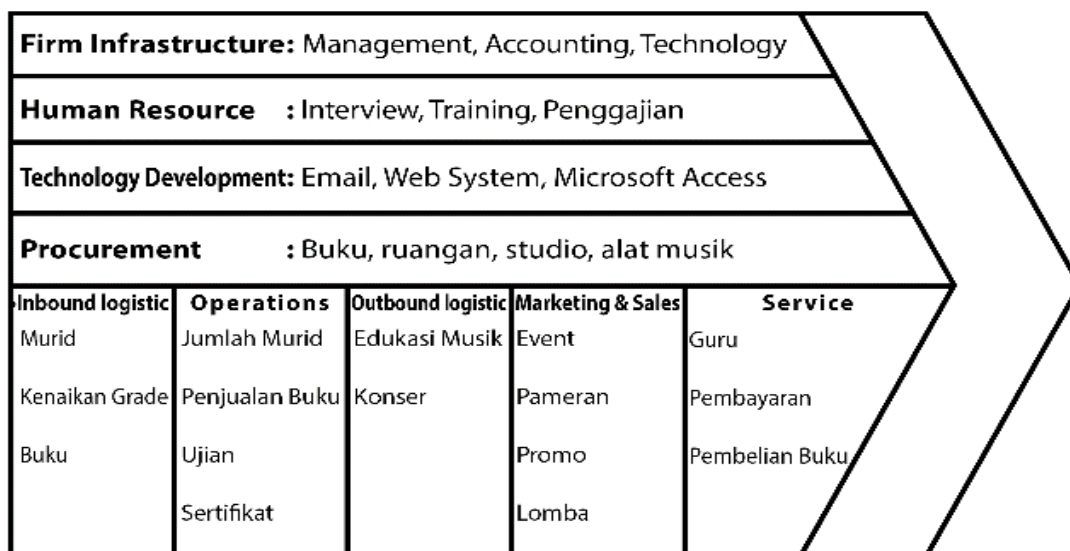 Firm Infrastructure: Management, Accounting, Technology
Human Resource : Interview, Training, Penggajian
Technology Development: Email, Web System, Microsoft Access
Procurement : Buku, ruangan, studio, alat musik
Inbound logistic
Murid
Kenaikan Grade
Buku
Operations
Jumlah Murid
Penjualan Buku
Ujian
Sertifikat
Outbound logistic
Edukasi Musik
Konser
Marketing & Sales
Event
Pameran
Promo
Lomba
Service
Guru
Pembayaran
Pembelian Buku